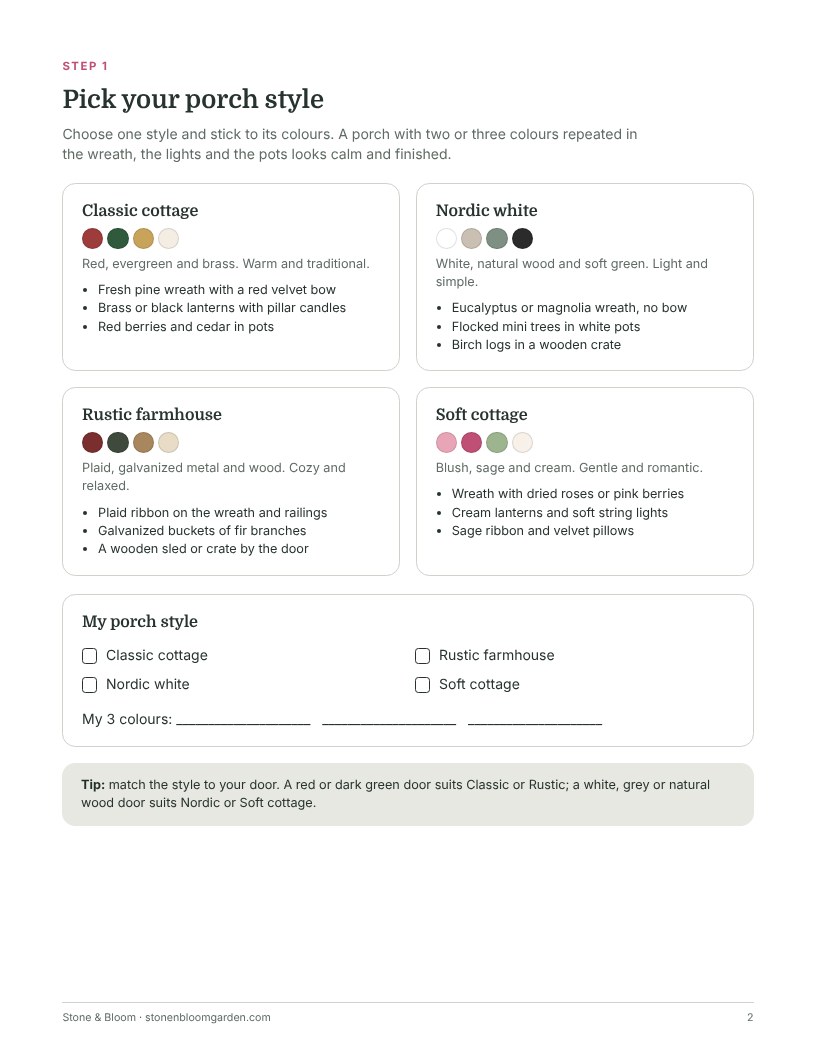 STEP 1
Pick your porch style
Choose one style and stick to its colours. A porch with two or three colours repeated in
the wreath, the lights and the pots looks calm and finished.
Classic cottage
Red, evergreen and brass. Warm and traditional.
• Fresh pine wreath with a red velvet bow
• Brass or black lanterns with pillar candles
• Red berries and cedar in pots
Nordic white
White, natural wood and soft green. Light and
simple.
• Eucalyptus or magnolia wreath, no bow
• Flocked mini trees in white pots
• Birch logs in a wooden crate
Rustic farmhouse
Plaid, galvanized metal and wood. Cozy and
relaxed.
• Plaid ribbon on the wreath and railings
• Galvanized buckets of fir branches
• A wooden sled or crate by the door
Soft cottage
Blush, sage and cream. Gentle and romantic.
• Wreath with dried roses or pink berries
• Cream lanterns and soft string lights
• Sage ribbon and velvet pillows
My porch style
Classic cottage
Rustic farmhouse
Nordic white
Soft cottage
My 3 colours: ___________________ ___________________ ___________________
Tip: match the style to your door. A red or dark green door suits Classic or Rustic; a white, grey or natural
wood door suits Nordic or Soft cottage.
Stone & Bloom · stonenbloomgarden.com
2